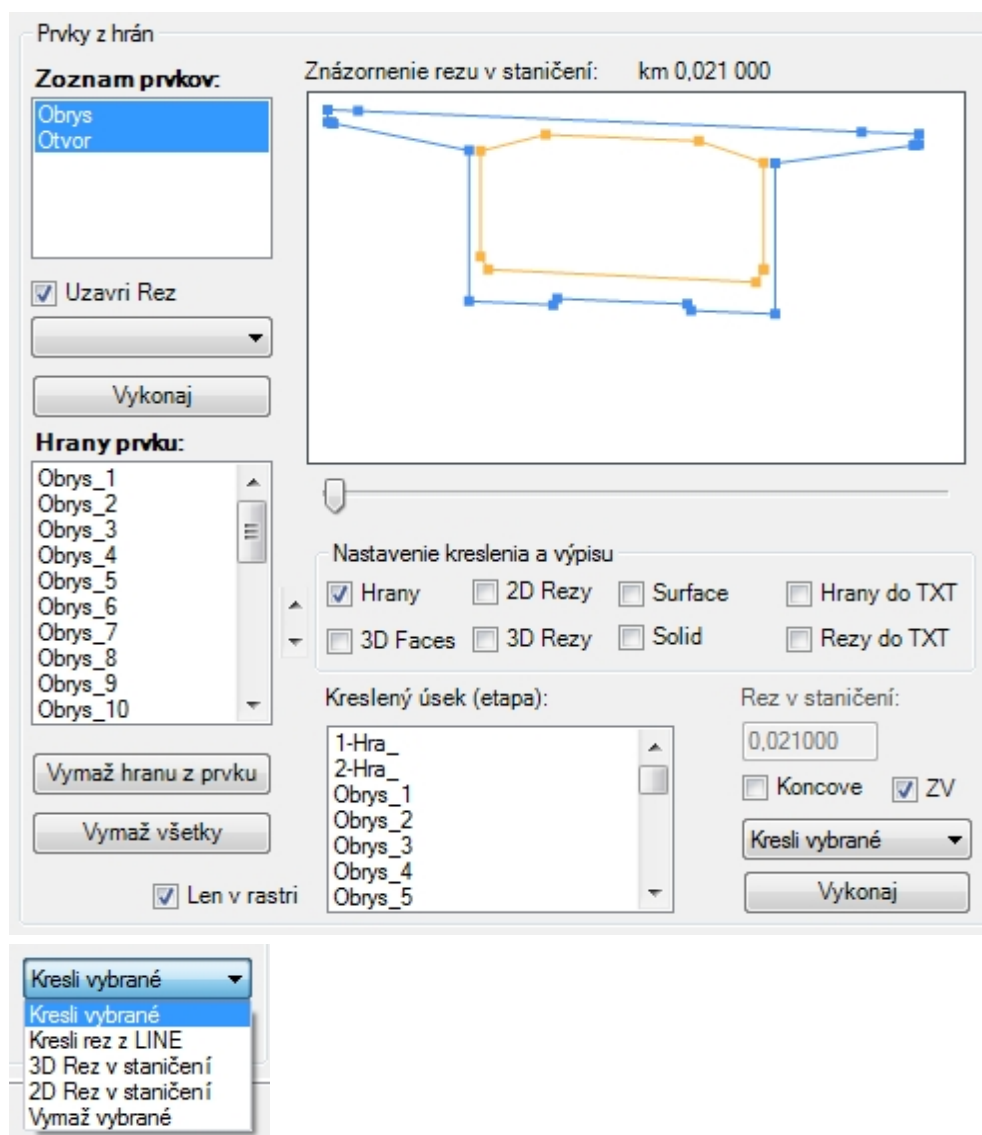 Prvky z hrán
Zoznam prvkov:
Obrys
Otvor
Uzavri Rez
Vykonaj
Hrany prvku:
Obrys_1
Obrys_2
Obrys_3
Obrys_4
Obrys_5
Obrys_6
Obrys_7
Obrys_8
Obrys_9
Obrys_10
Vymaž hranu z prvku
Vymaž všetky
Len v rastri
Znázornenie rezu v staničení: km 0,021 000
Nastavenie kreslenia a výpisu
Hrany 2D Rezy Surface Hrany do TXT
3D Faces 3D Rezy Solid Rezy do TXT
Kreslený úsek (etapa):
1-Hra_
2-Hra_
Obrys_1
Obrys_2
Obrys_3
Obrys_4
Obrys_5
Rez v staničení:
0,021000
Koncove ZV
Kresli vybrané
Vykonaj
Kresli vybrané
Kresli vybrané
Kresli rez z LINE
3D Rez v staničení
2D Rez v staničení
Vymaž vybrané